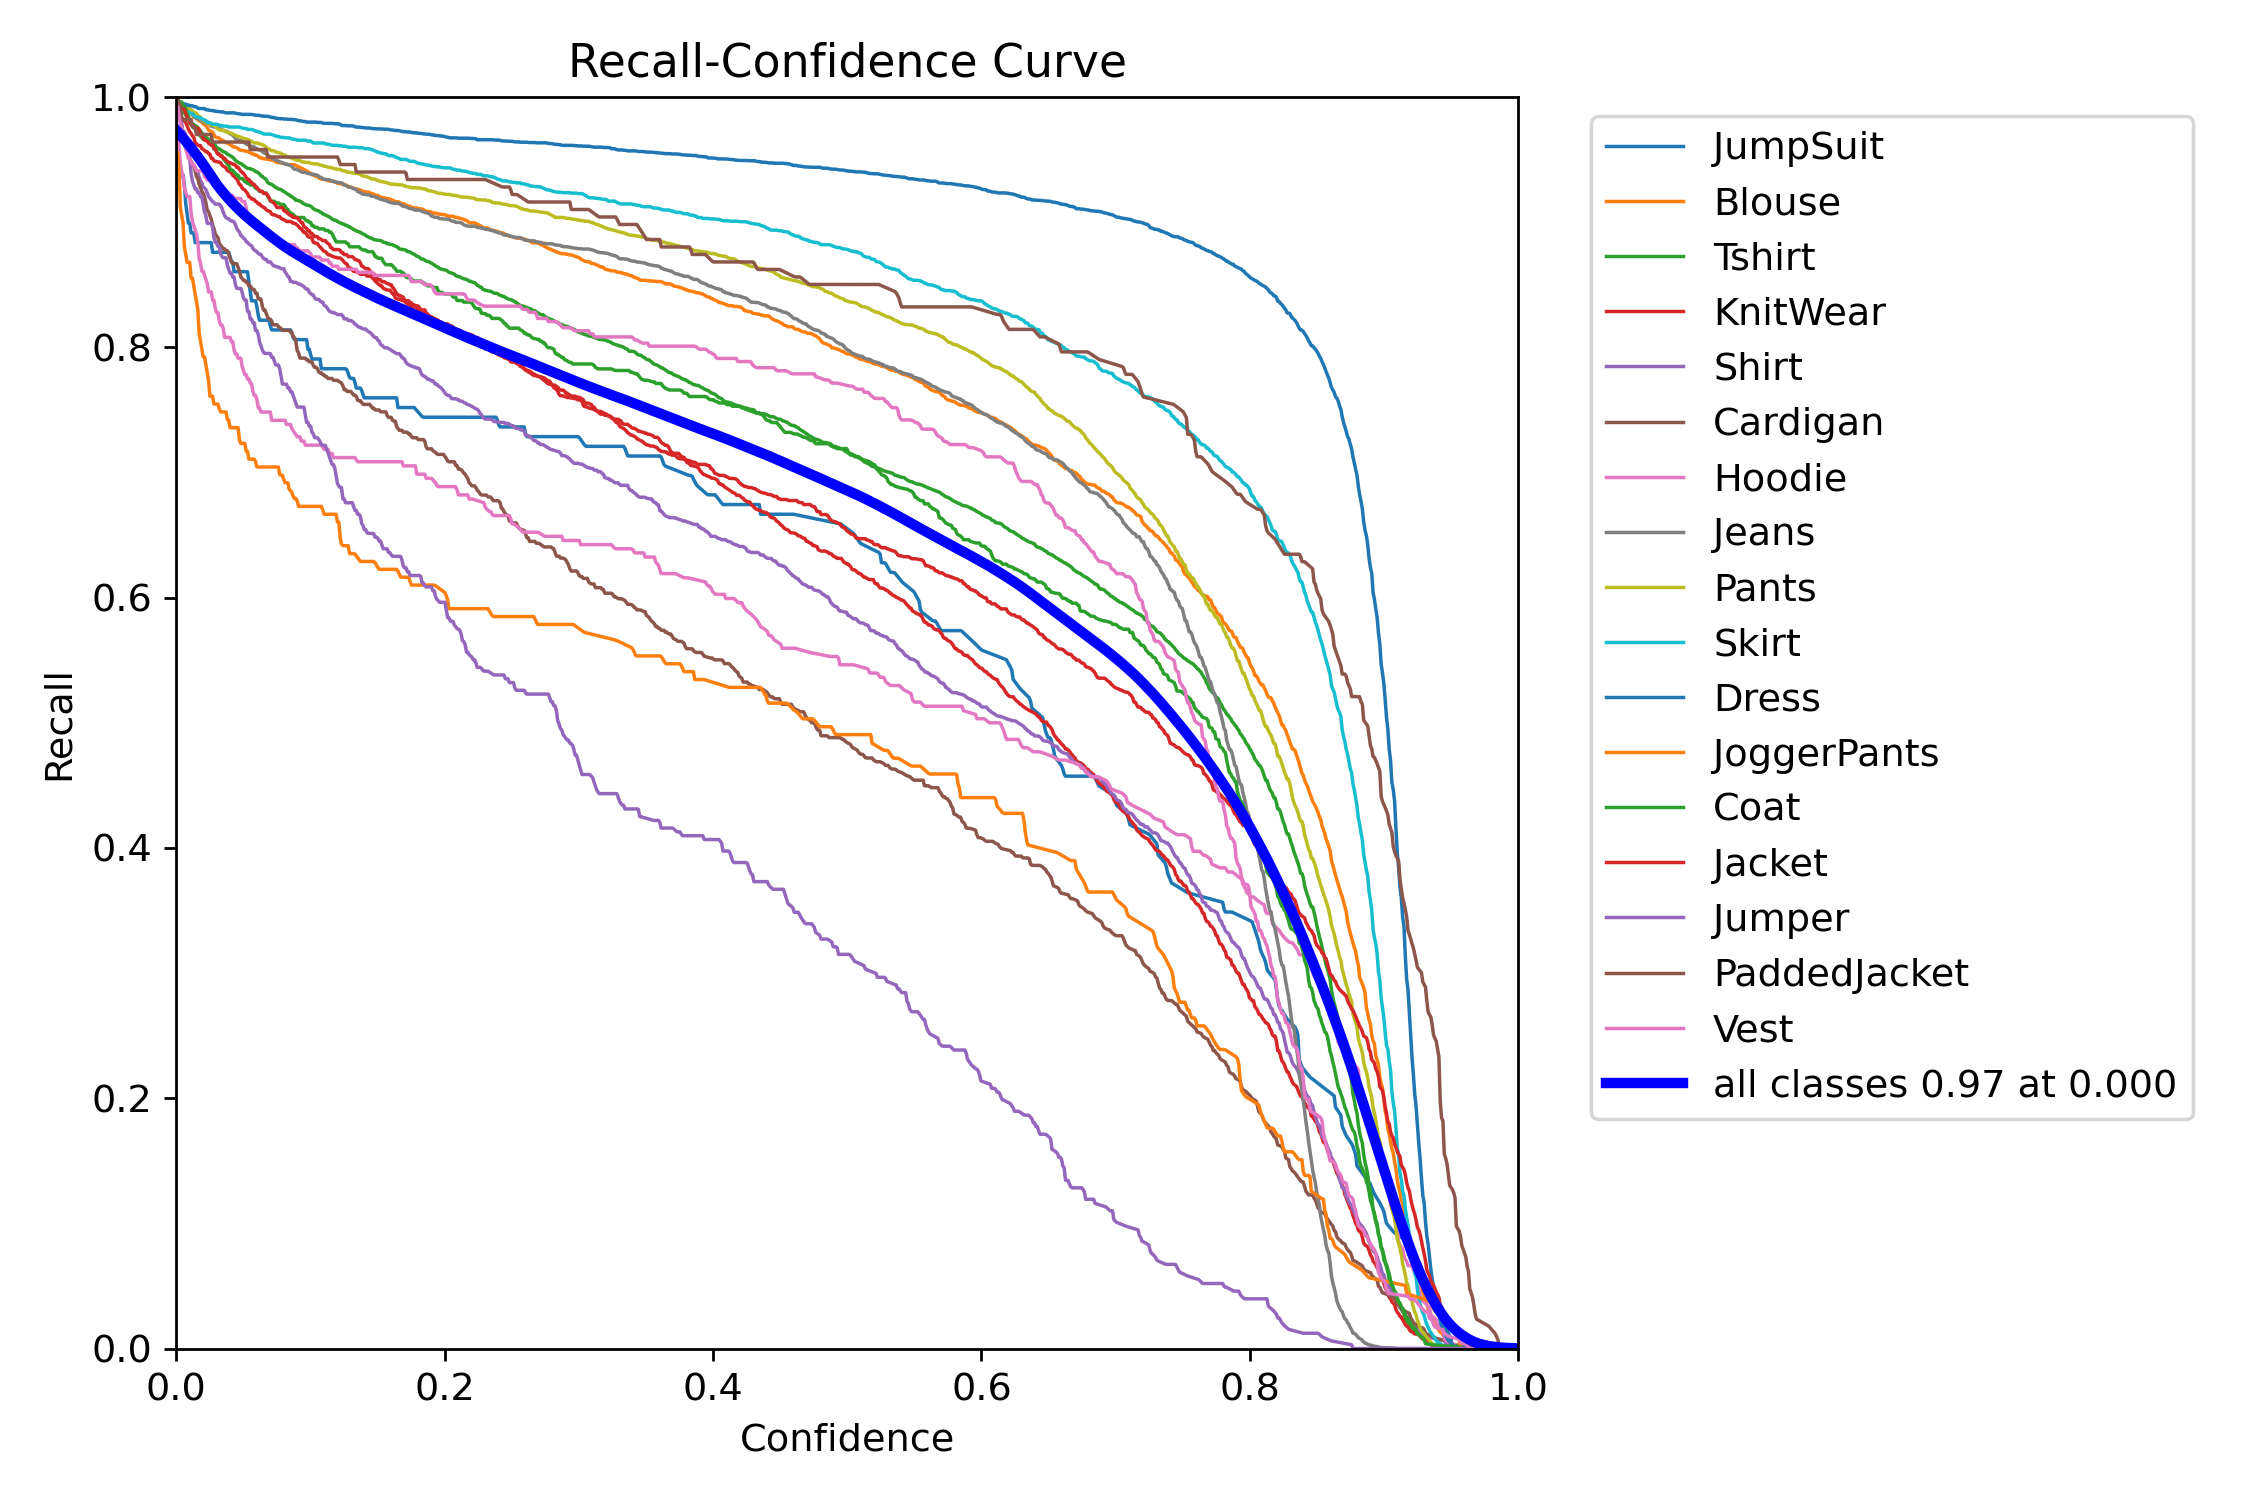 Recall-Confidence Curve
1.0
0.8
0.6
0.4
0.2
0.0
Recall
0.0 0.2 0.4 0.6 0.8 1.0
Confidence
JumpSuit
Blouse
Tshirt
KnitWear
Shirt
Cardigan
Hoodie
Jeans
Pants
Skirt
Dress
JoggerPants
Coat
Jacket
Jumper
PaddedJacket
Vest
all classes 0.97 at 0.000